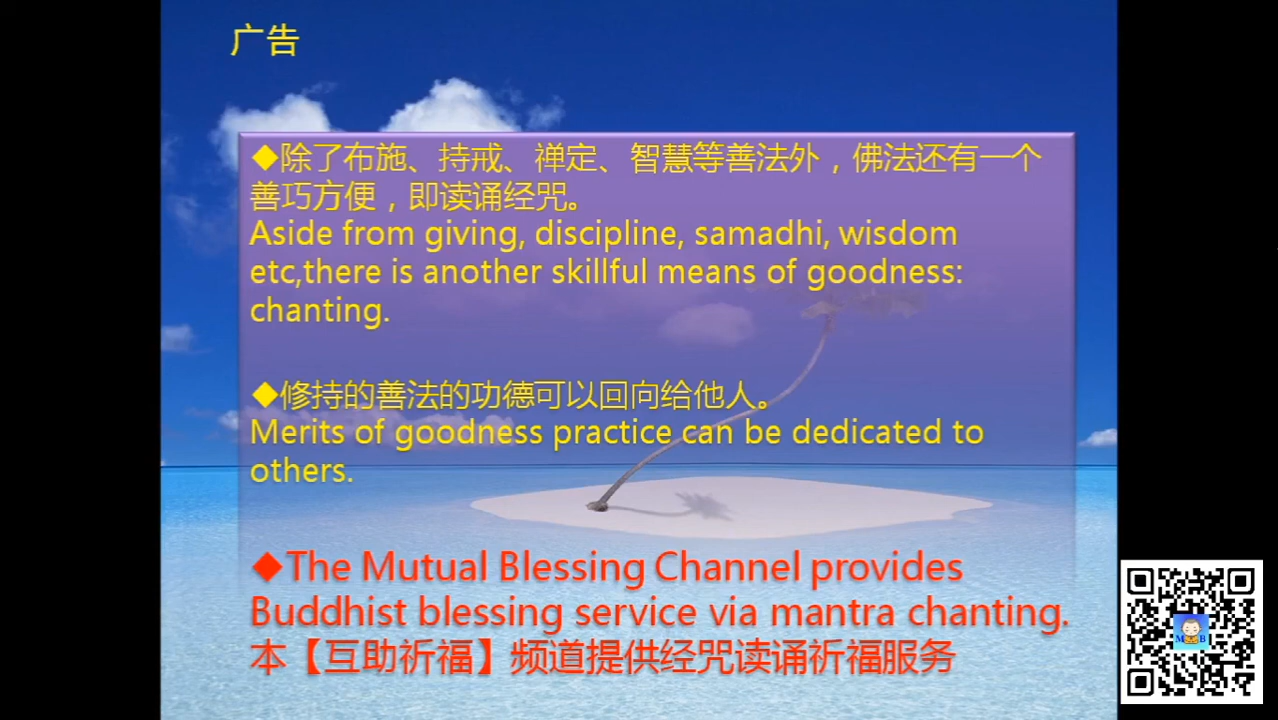 广告
◆除了布施、持戒、禅定、智慧等善法外，佛法还有一个
善巧方便，即读诵经咒。
Aside from giving, discipline, samadhi, wisdom
etc,there is another skillful means of goodness:
chanting.
◆修持的善法的功德可以回向给他人。
Merits of goodness practice can be dedicated to
others.
◆The Mutual Blessing Channel provides
Buddhist blessing service via mantra chanting.
本【互助祈福】频道提供经咒读诵祈福服务
M B